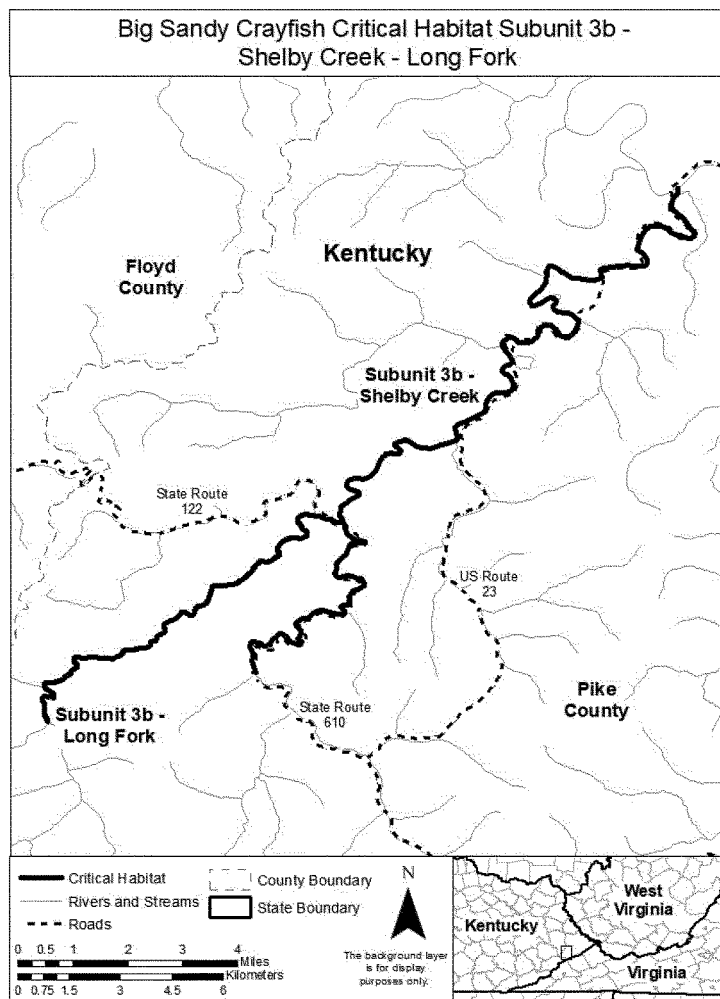 Big Sandy Crayfish Critical Habitat Subunit 3b -
Shelby Creek - Long Fork
Kentucky
Floyd
County
Subunit 3b -
Shelby Creek
State Route
122
US Route
23
Pike
County
State Route
610
Subunit 3b -
Long Fork
Critical Habitat
Rivers and Streams
Roads
County Boundary
State Boundary
N
The background layer
is for display
purposes only.
0 0.5 1 2 3 4
Miles
Kilometers
0 0.75 1.5 3 4.5 6
West
Virginia
Kentucky
Virginia